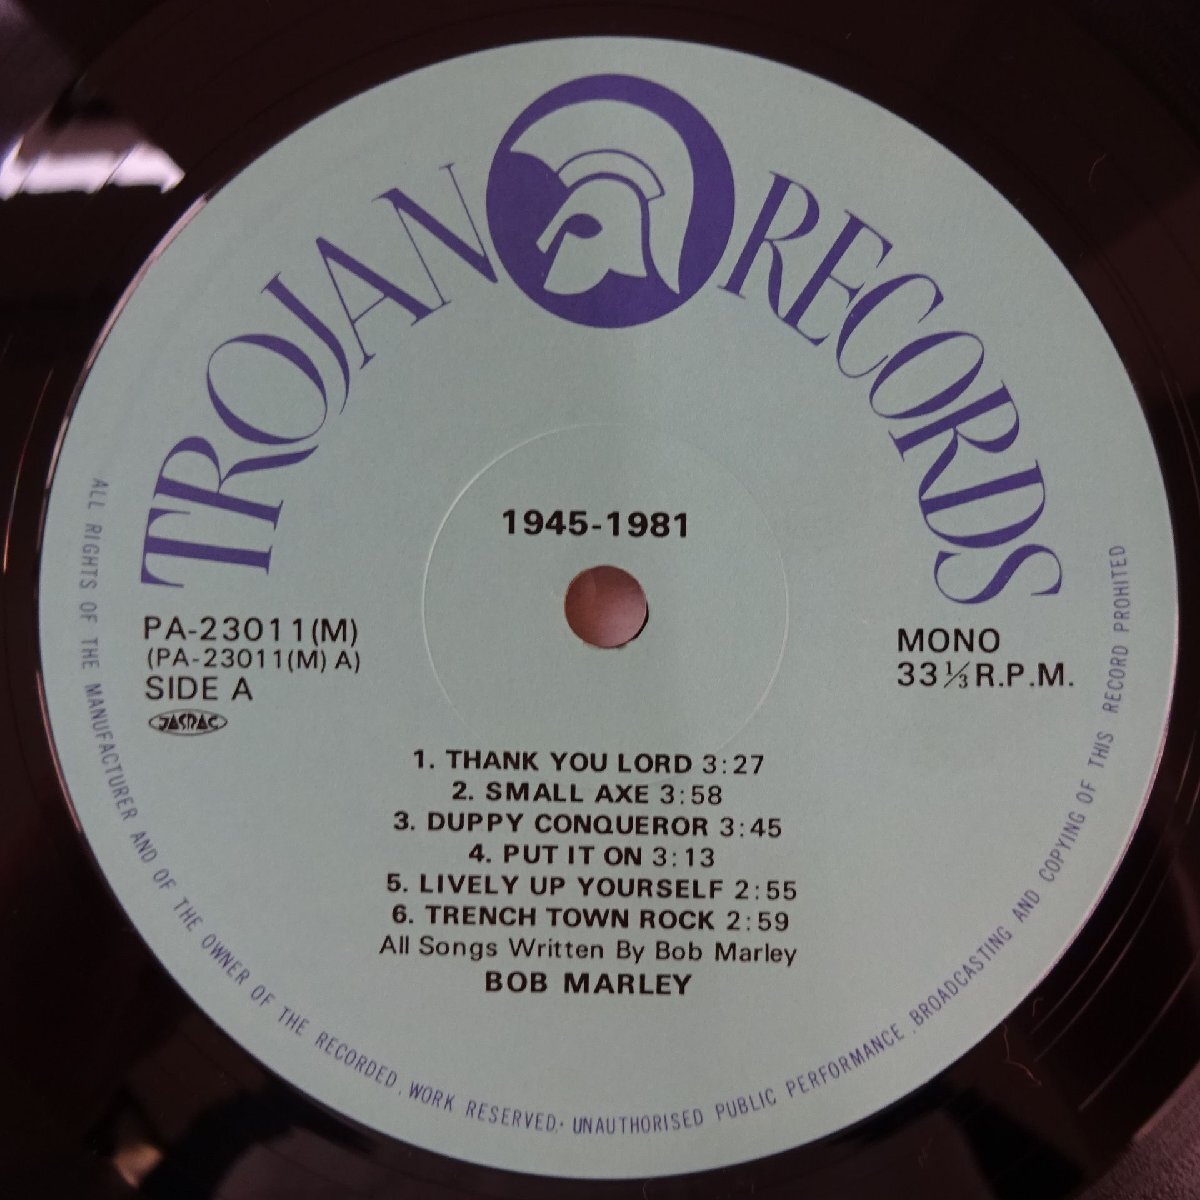 TROJAN RECORDS
1945-1981
PA-23011(M)
(PA-23011(M) A)
SIDE A
JASRAC
MONO
33 1/3 R.P.M.
1. THANK YOU LORD 3:27
2. SMALL AXE 3:58
3. DUPPY CONQUEROR 3:45
4. PUT IT ON 3:13
5. LIVELY UP YOURSELF 2:55
6. TRENCH TOWN ROCK 2:59
All Songs Written By Bob Marley
BOB MARLEY
ALL RIGHTS OF THE MANUFACTURER AND OF THE OWNER OF THE RECORDED. WORK RESERVED. · UNAUTHORISED PUBLIC PERFORMANCE. BROADCASTING AND COPYING OF THIS RECORD PROHITED